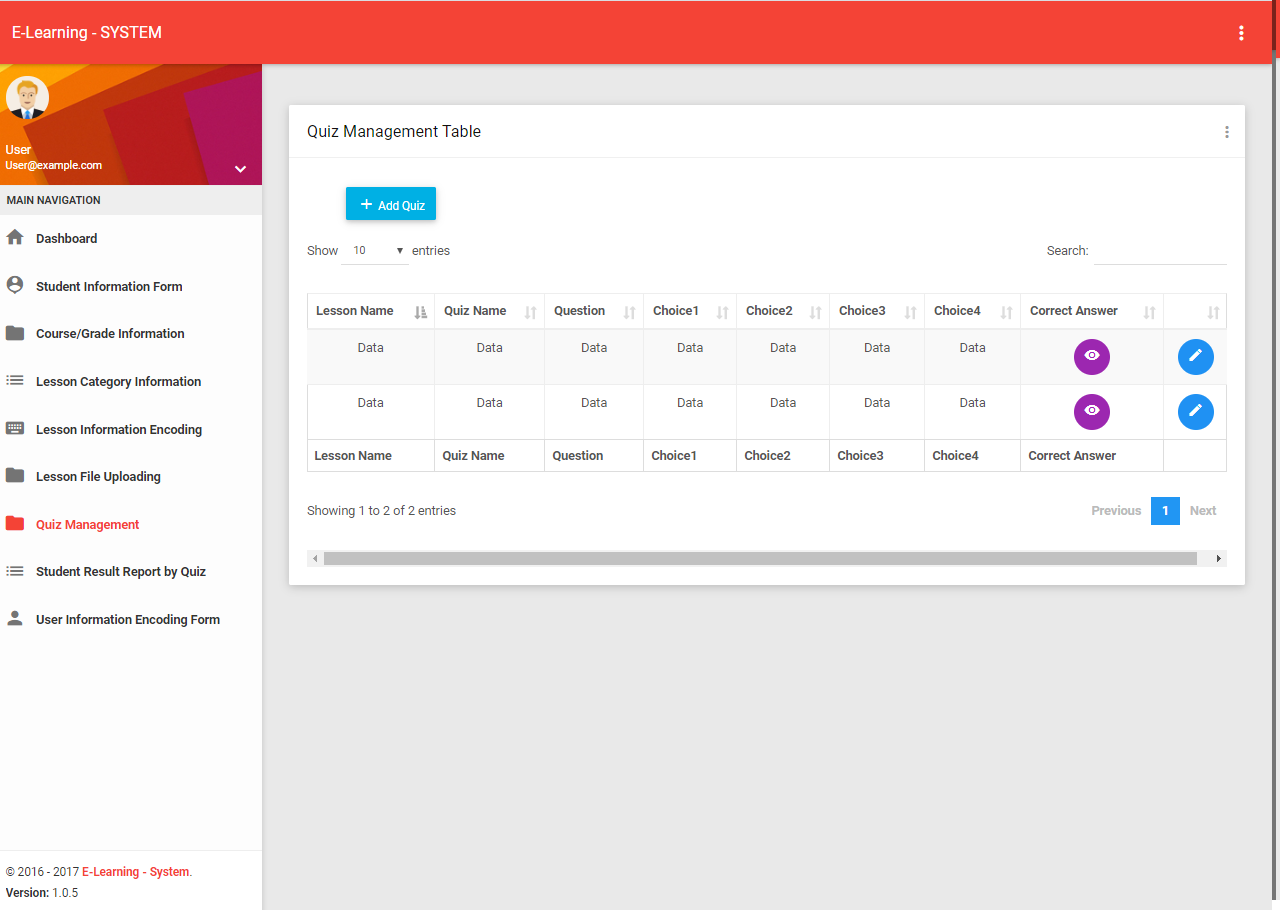 E-Learning - SYSTEM
User
User@example.com
MAIN NAVIGATION
Dashboard
Student Information Form
Course/Grade Information
Lesson Category Information
Lesson Information Encoding
Lesson File Uploading
Quiz Management
Student Result Report by Quiz
User Information Encoding Form
© 2016 - 2017 E-Learning - System.
Version: 1.0.5
Quiz Management Table
+ Add Quiz
Show 10 entries Search:
Lesson Name Quiz Name Question Choice1 Choice2 Choice3 Choice4 Correct Answer
Data Data Data Data Data Data Data
Data Data Data Data Data Data Data
Lesson Name Quiz Name Question Choice1 Choice2 Choice3 Choice4 Correct Answer
Showing 1 to 2 of 2 entries Previous 1 Next